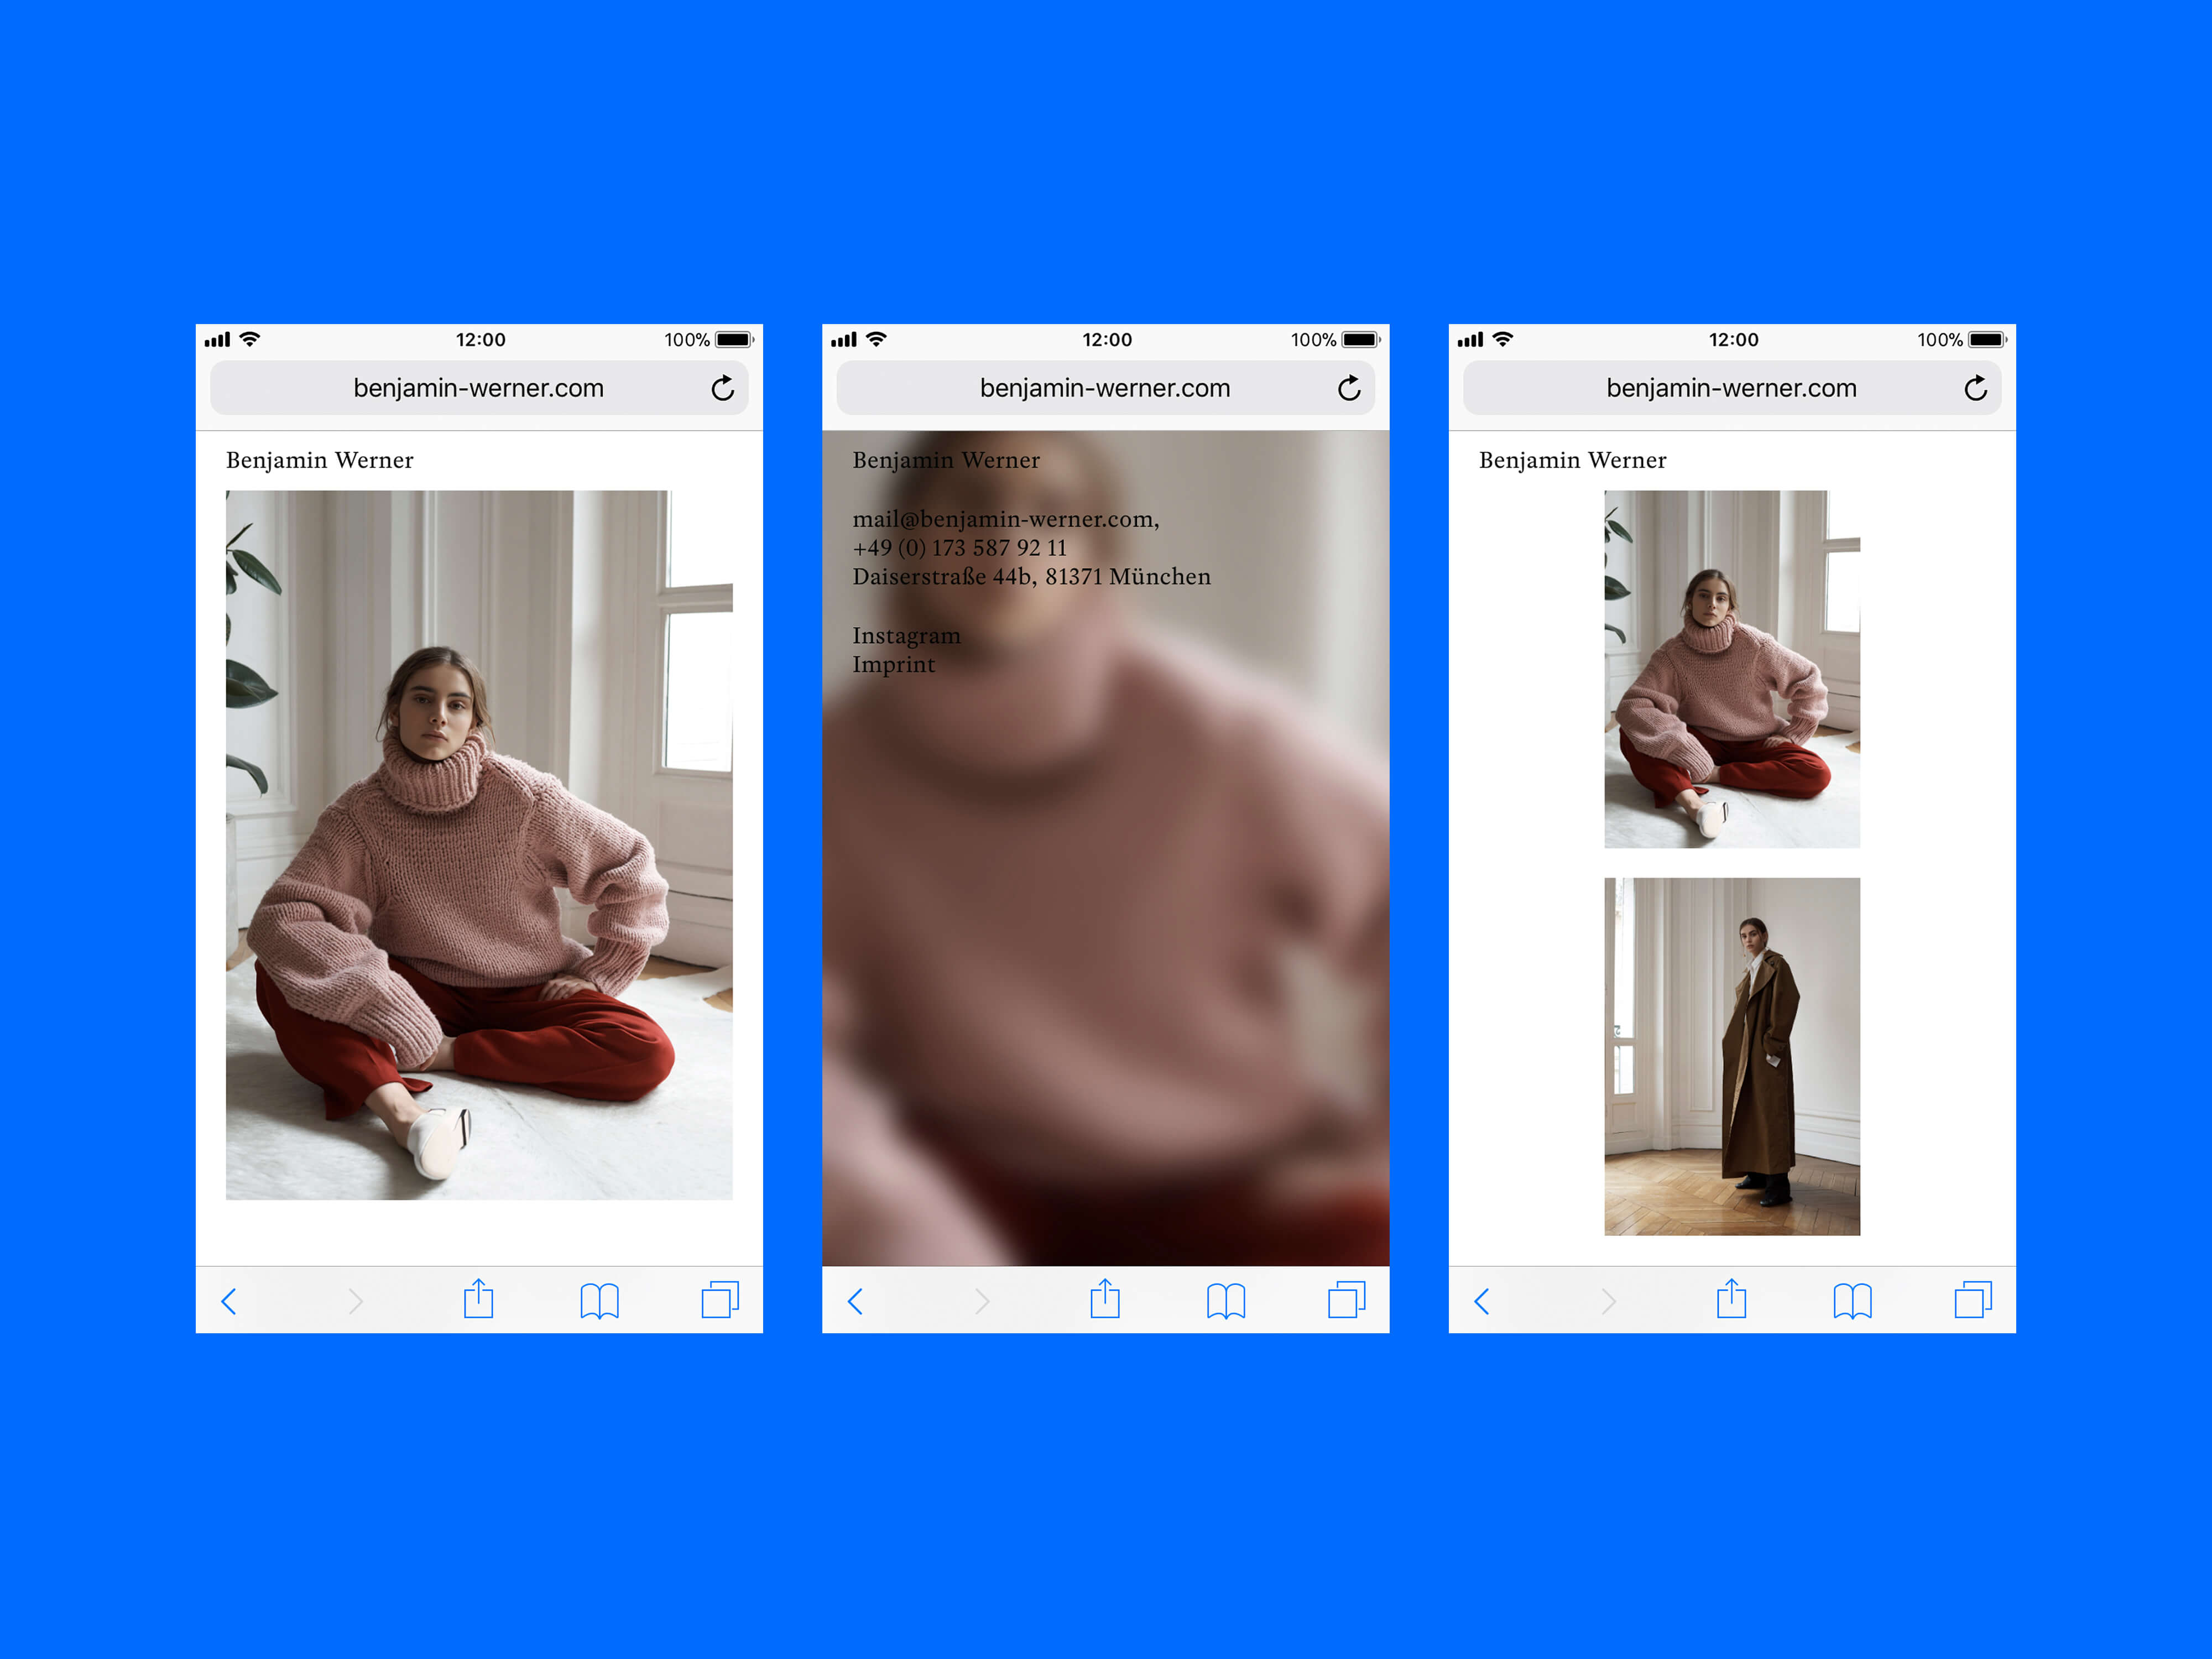 12:00
100%
benjamin-werner.com
Benjamin Werner
12:00
100%
benjamin-werner.com
Benjamin Werner
mail@benjamin-werner.com,
+49 (0) 173 587 92 11
Daiserstraße 44b, 81371 München
Instagram
Imprint
12:00
100%
benjamin-werner.com
Benjamin Werner